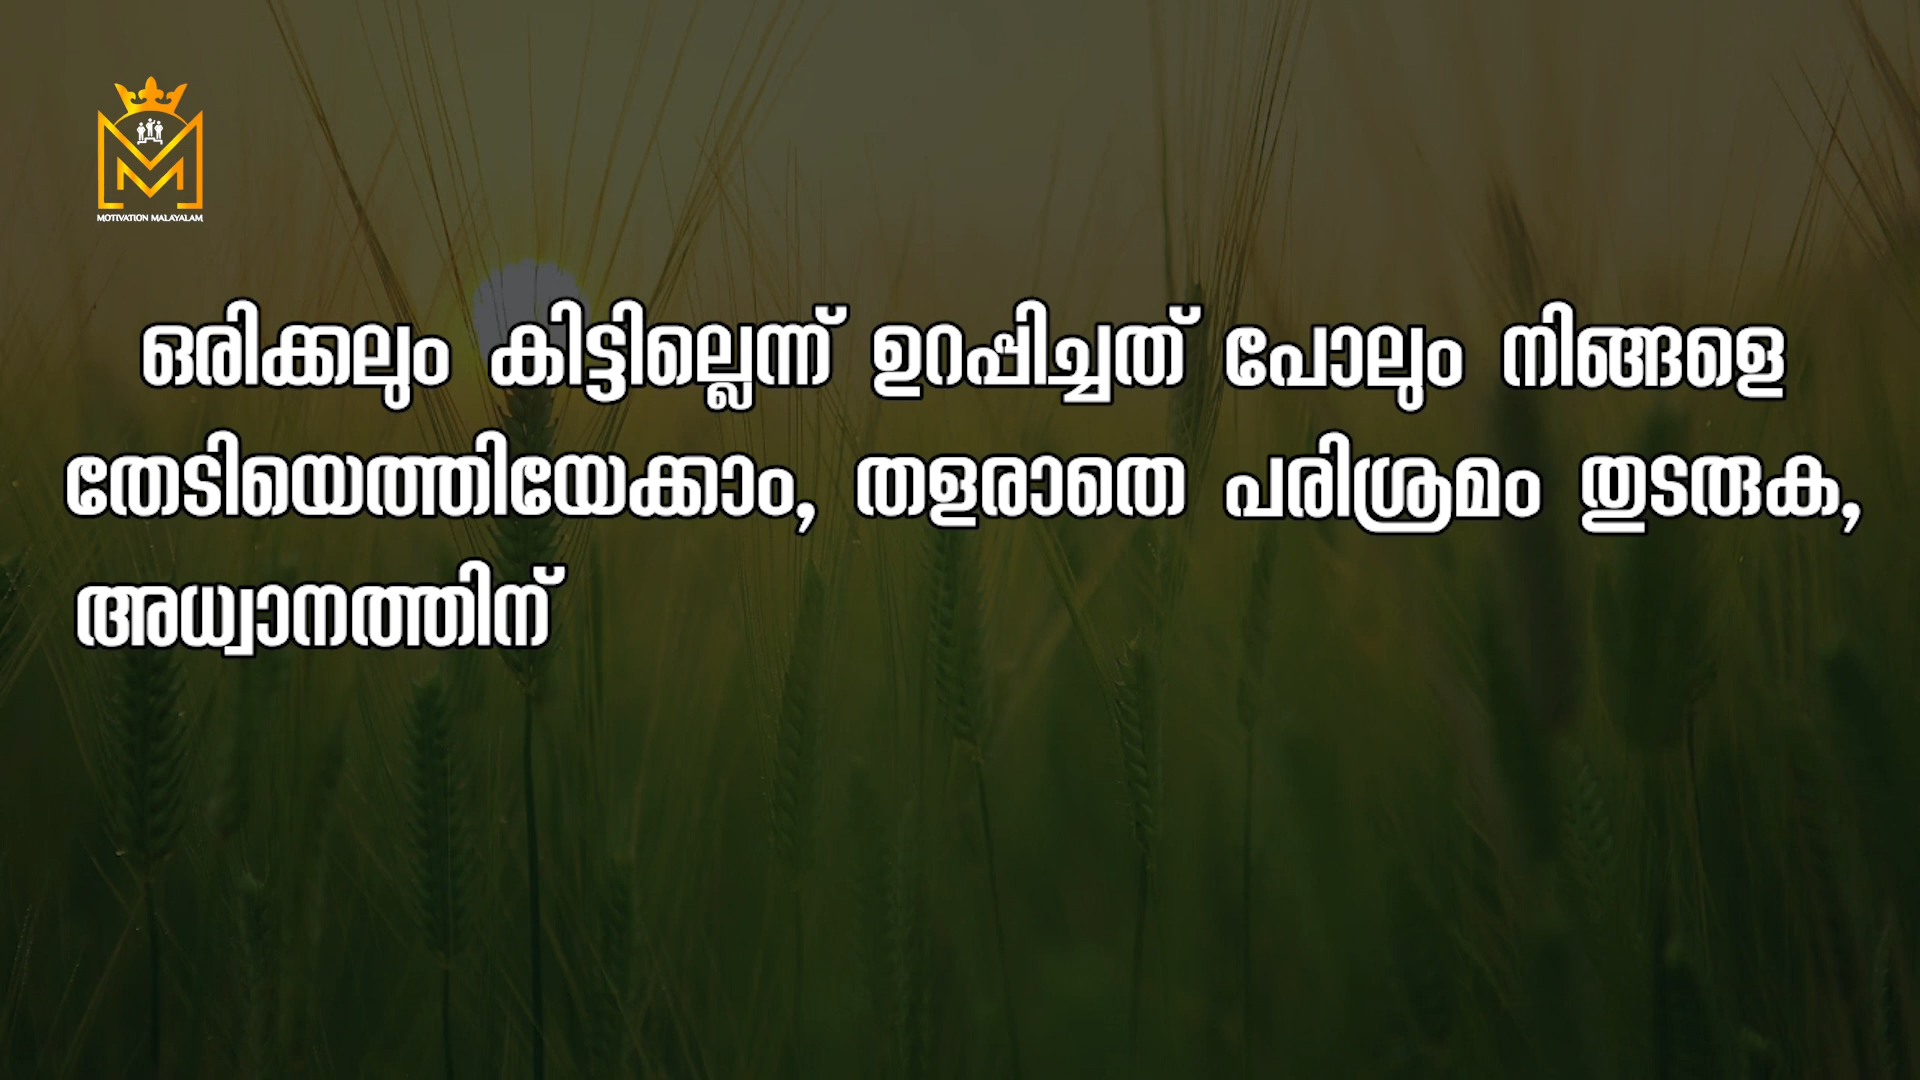 MOTIVATION MALAYALAM
ഒരിക്കലും കിട്ടില്ലെന്ന് ഉറപ്പിച്ചത് പോലും നിങ്ങളെ
തേടിയെത്തിയേക്കാം, തളരാതെ പരിശ്രമം തുടരുക,
അധ്വാനത്തിന്